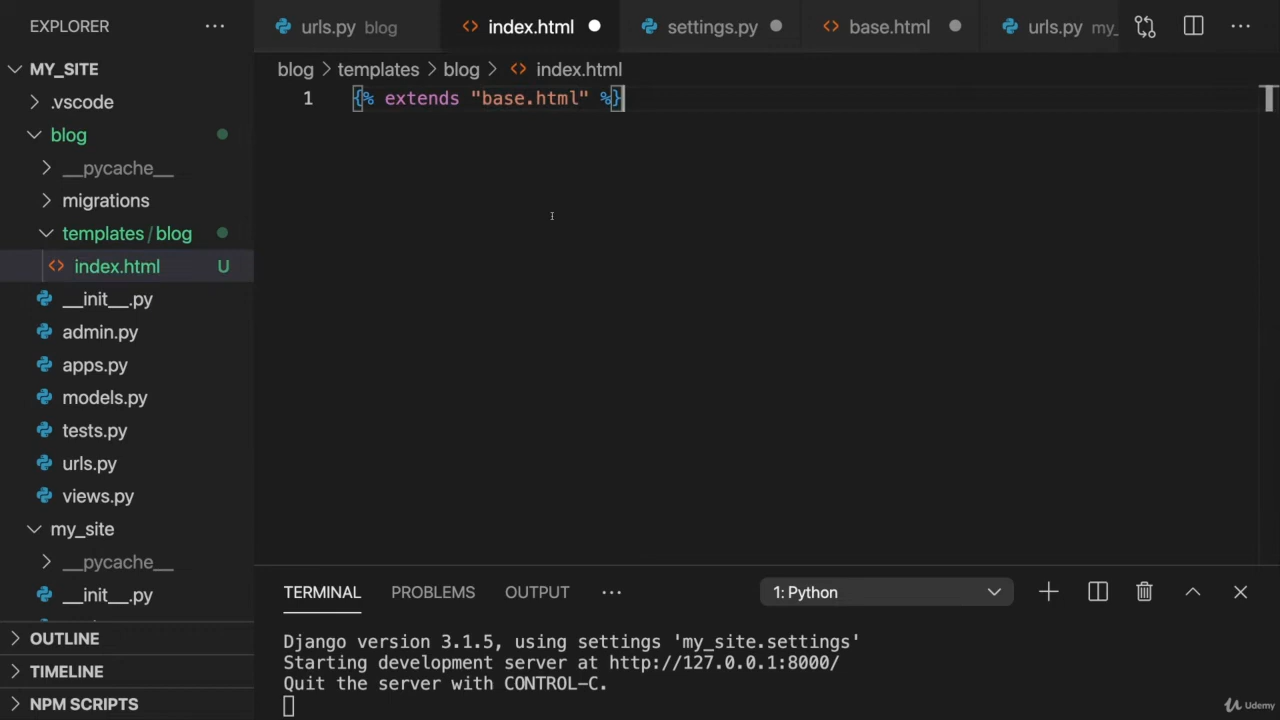 EXPLORER ···
urls.py blog
index.html
settings.py
base.html
urls.py my_
···
MY_SITE
blog > templates > blog > index.html
.vscode
1 {% extends "base.html" %}
blog
__pycache__
migrations
templates/blog
index.html U
__init__.py
admin.py
apps.py
models.py
tests.py
urls.py
views.py
my_site
__pycache__
__init__.py
OUTLINE
TIMELINE
NPM SCRIPTS
TERMINAL PROBLEMS OUTPUT ··· 1: Python
Django version 3.1.5, using settings 'my_site.settings'
Starting development server at http://127.0.0.1:8000/
Quit the server with CONTROL-C.
Udemy